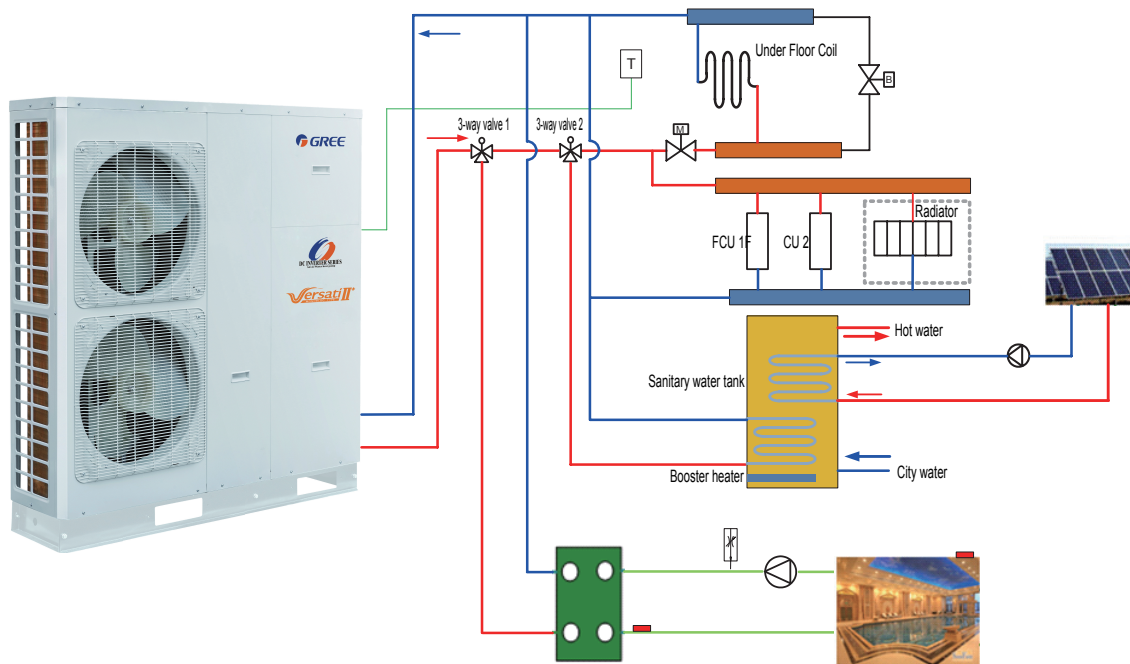 Under Floor Coil
T
B
3-way valve 1
3-way valve 2
M
GREE
FCU 1F
CU 2
Radiator
DC INVERTER SERIES
Versati II
Hot water
Sanitary water tank
Booster heater
City water